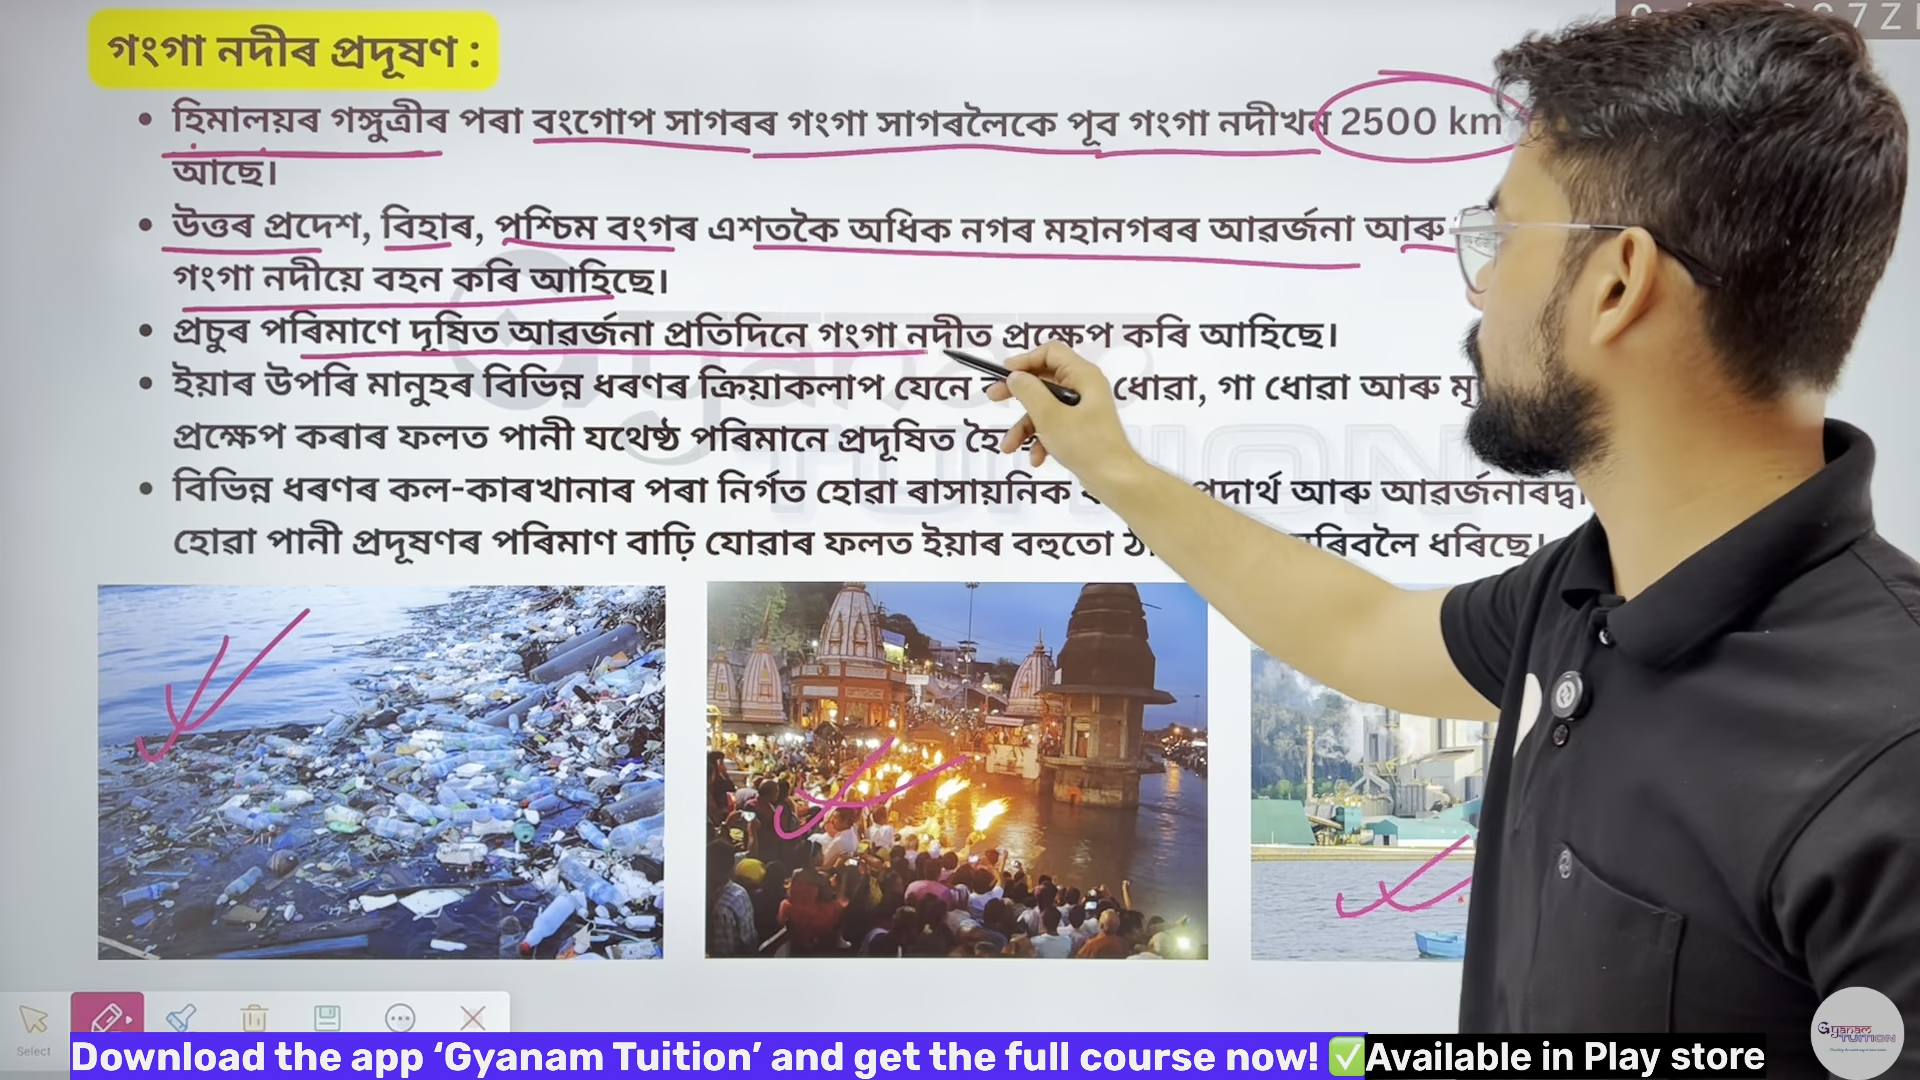 গংগা নদীৰ প্ৰদূষণ :
• হিমালয়ৰ গঙ্গুত্ৰীৰ পৰা বংগোপ সাগৰৰ গংগা সাগৰলৈকে পূব গংগা নদীখন 2500 km
আছে।
• উত্তৰ প্ৰদেশ, বিহাৰ, পশ্চিম বংগৰ এশতকৈ অধিক নগৰ মহানগৰৰ আৱৰ্জনা আৰু
গংগা নদীয়ে বহন কৰি আহিছে।
• প্ৰচুৰ পৰিমাণে দূষিত আৱৰ্জনা প্ৰতিদিনে গংগা নদীত প্ৰক্ষেপ কৰি আহিছে।
• ইয়াৰ উপৰি মানুহৰ বিভিন্ন ধৰণৰ ক্ৰিয়াকলাপ যেনে ধোৱা, গা ধোৱা আৰু
প্ৰক্ষেপ কৰাৰ ফলত পানী যথেষ্ঠ পৰিমানে প্ৰদূষিত
• বিভিন্ন ধৰণৰ কল-কাৰখানাৰ পৰা নিৰ্গত হোৱা ৰাসায়নিক পদাৰ্থ আৰু
হোৱা পানী প্ৰদূষণৰ পৰিমাণ বাঢ়ি যোৱাৰ ফলত ইয়াৰ বহুতো ধৰিছে।
Select
Gyanam
TUITION
Download the app ‘Gyanam Tuition’ and get the full course now! ✅Available in Play store